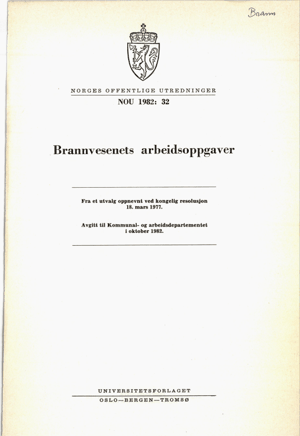 Brann
NORGES OFFENTLIGE UTREDNINGER
NOU 1982: 32
Brannvesenets arbeidsoppgaver
Fra et utvalg oppnevnt ved kongelig resolusjon
18. mars 1977.
Avgitt til Kommunal- og arbeidsdepartementet
i oktober 1982.
UNIVERSITETSFORLAGET
OSLO—BERGEN—TROMSØ